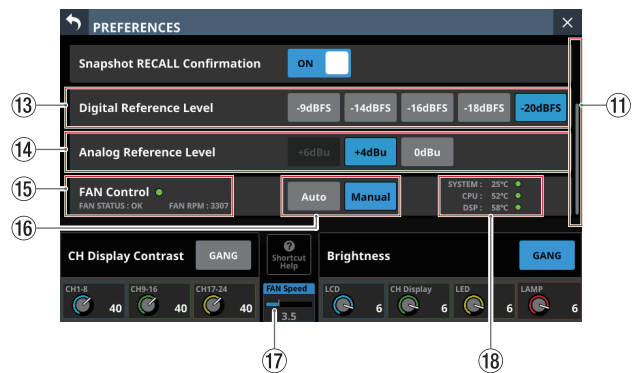 PREFERENCES
Snapshot RECALL Confirmation ON
⑬ Digital Reference Level -9dBFS -14dBFS -16dBFS -18dBFS -20dBFS ⑪
⑭ Analog Reference Level +6dBu +4dBu 0dBu
⑮ FAN Control Auto Manual SYSTEM : 25°C
FAN STATUS : OK FAN RPM : 3307 CPU : 52°C
DSP : 58°C
⑯
CH Display Contrast GANG ? Shortcut Help Brightness GANG
CH1-8 CH9-16 CH17-24 FAN Speed LCD CH Display LED LAMP
40 40 40 3.5 6 6 6 6
⑰ ⑱